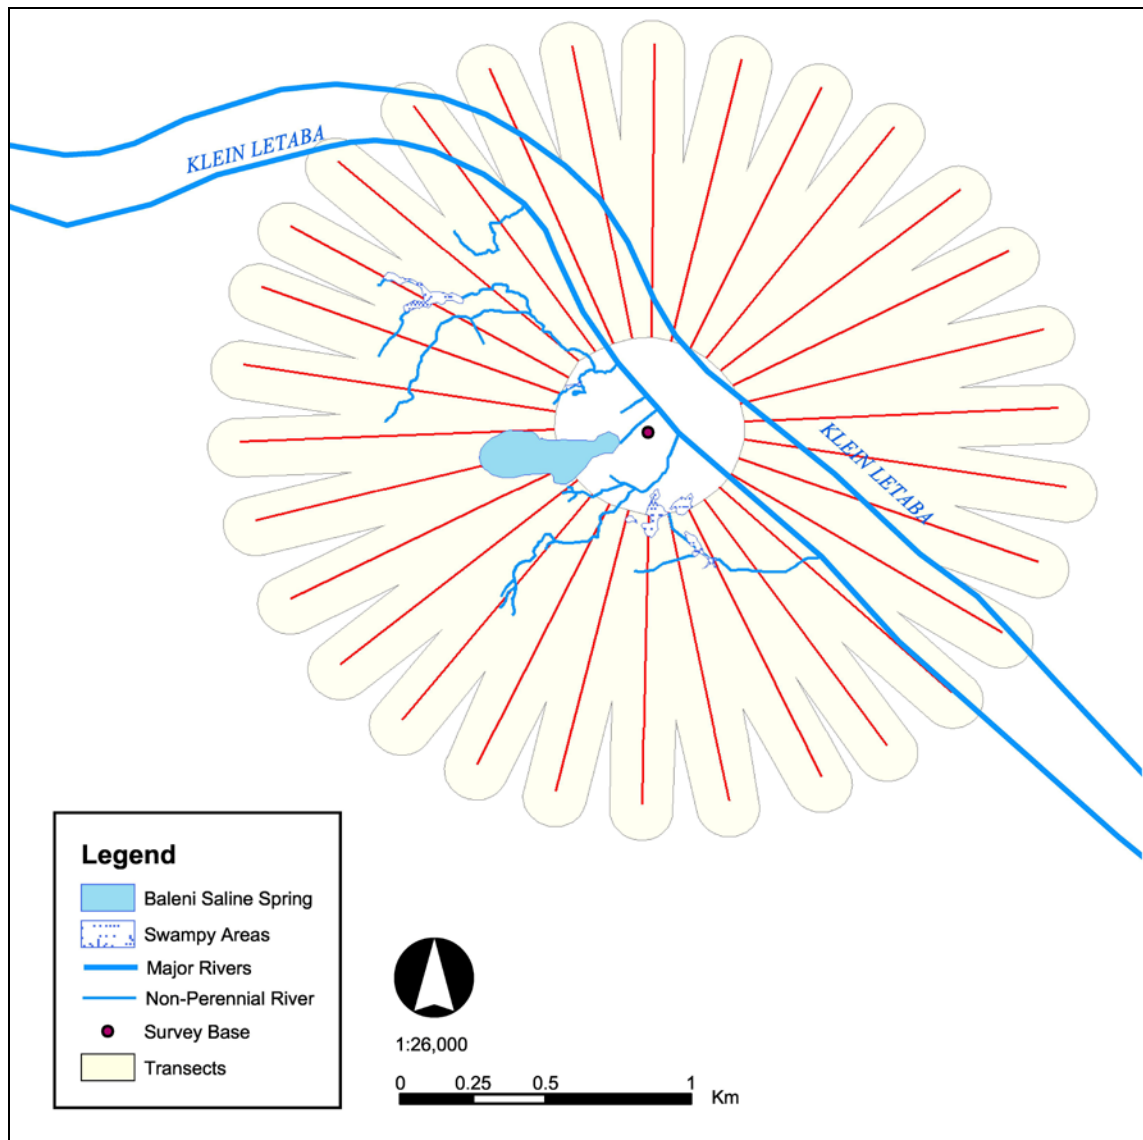 KLEIN LETABA
KLEIN LETABA
Legend
Baleni Saline Spring
Swampy Areas
Major Rivers
Non-Perennial River
Survey Base
Transects
1:26,000
0 0.25 0.5 1
Km